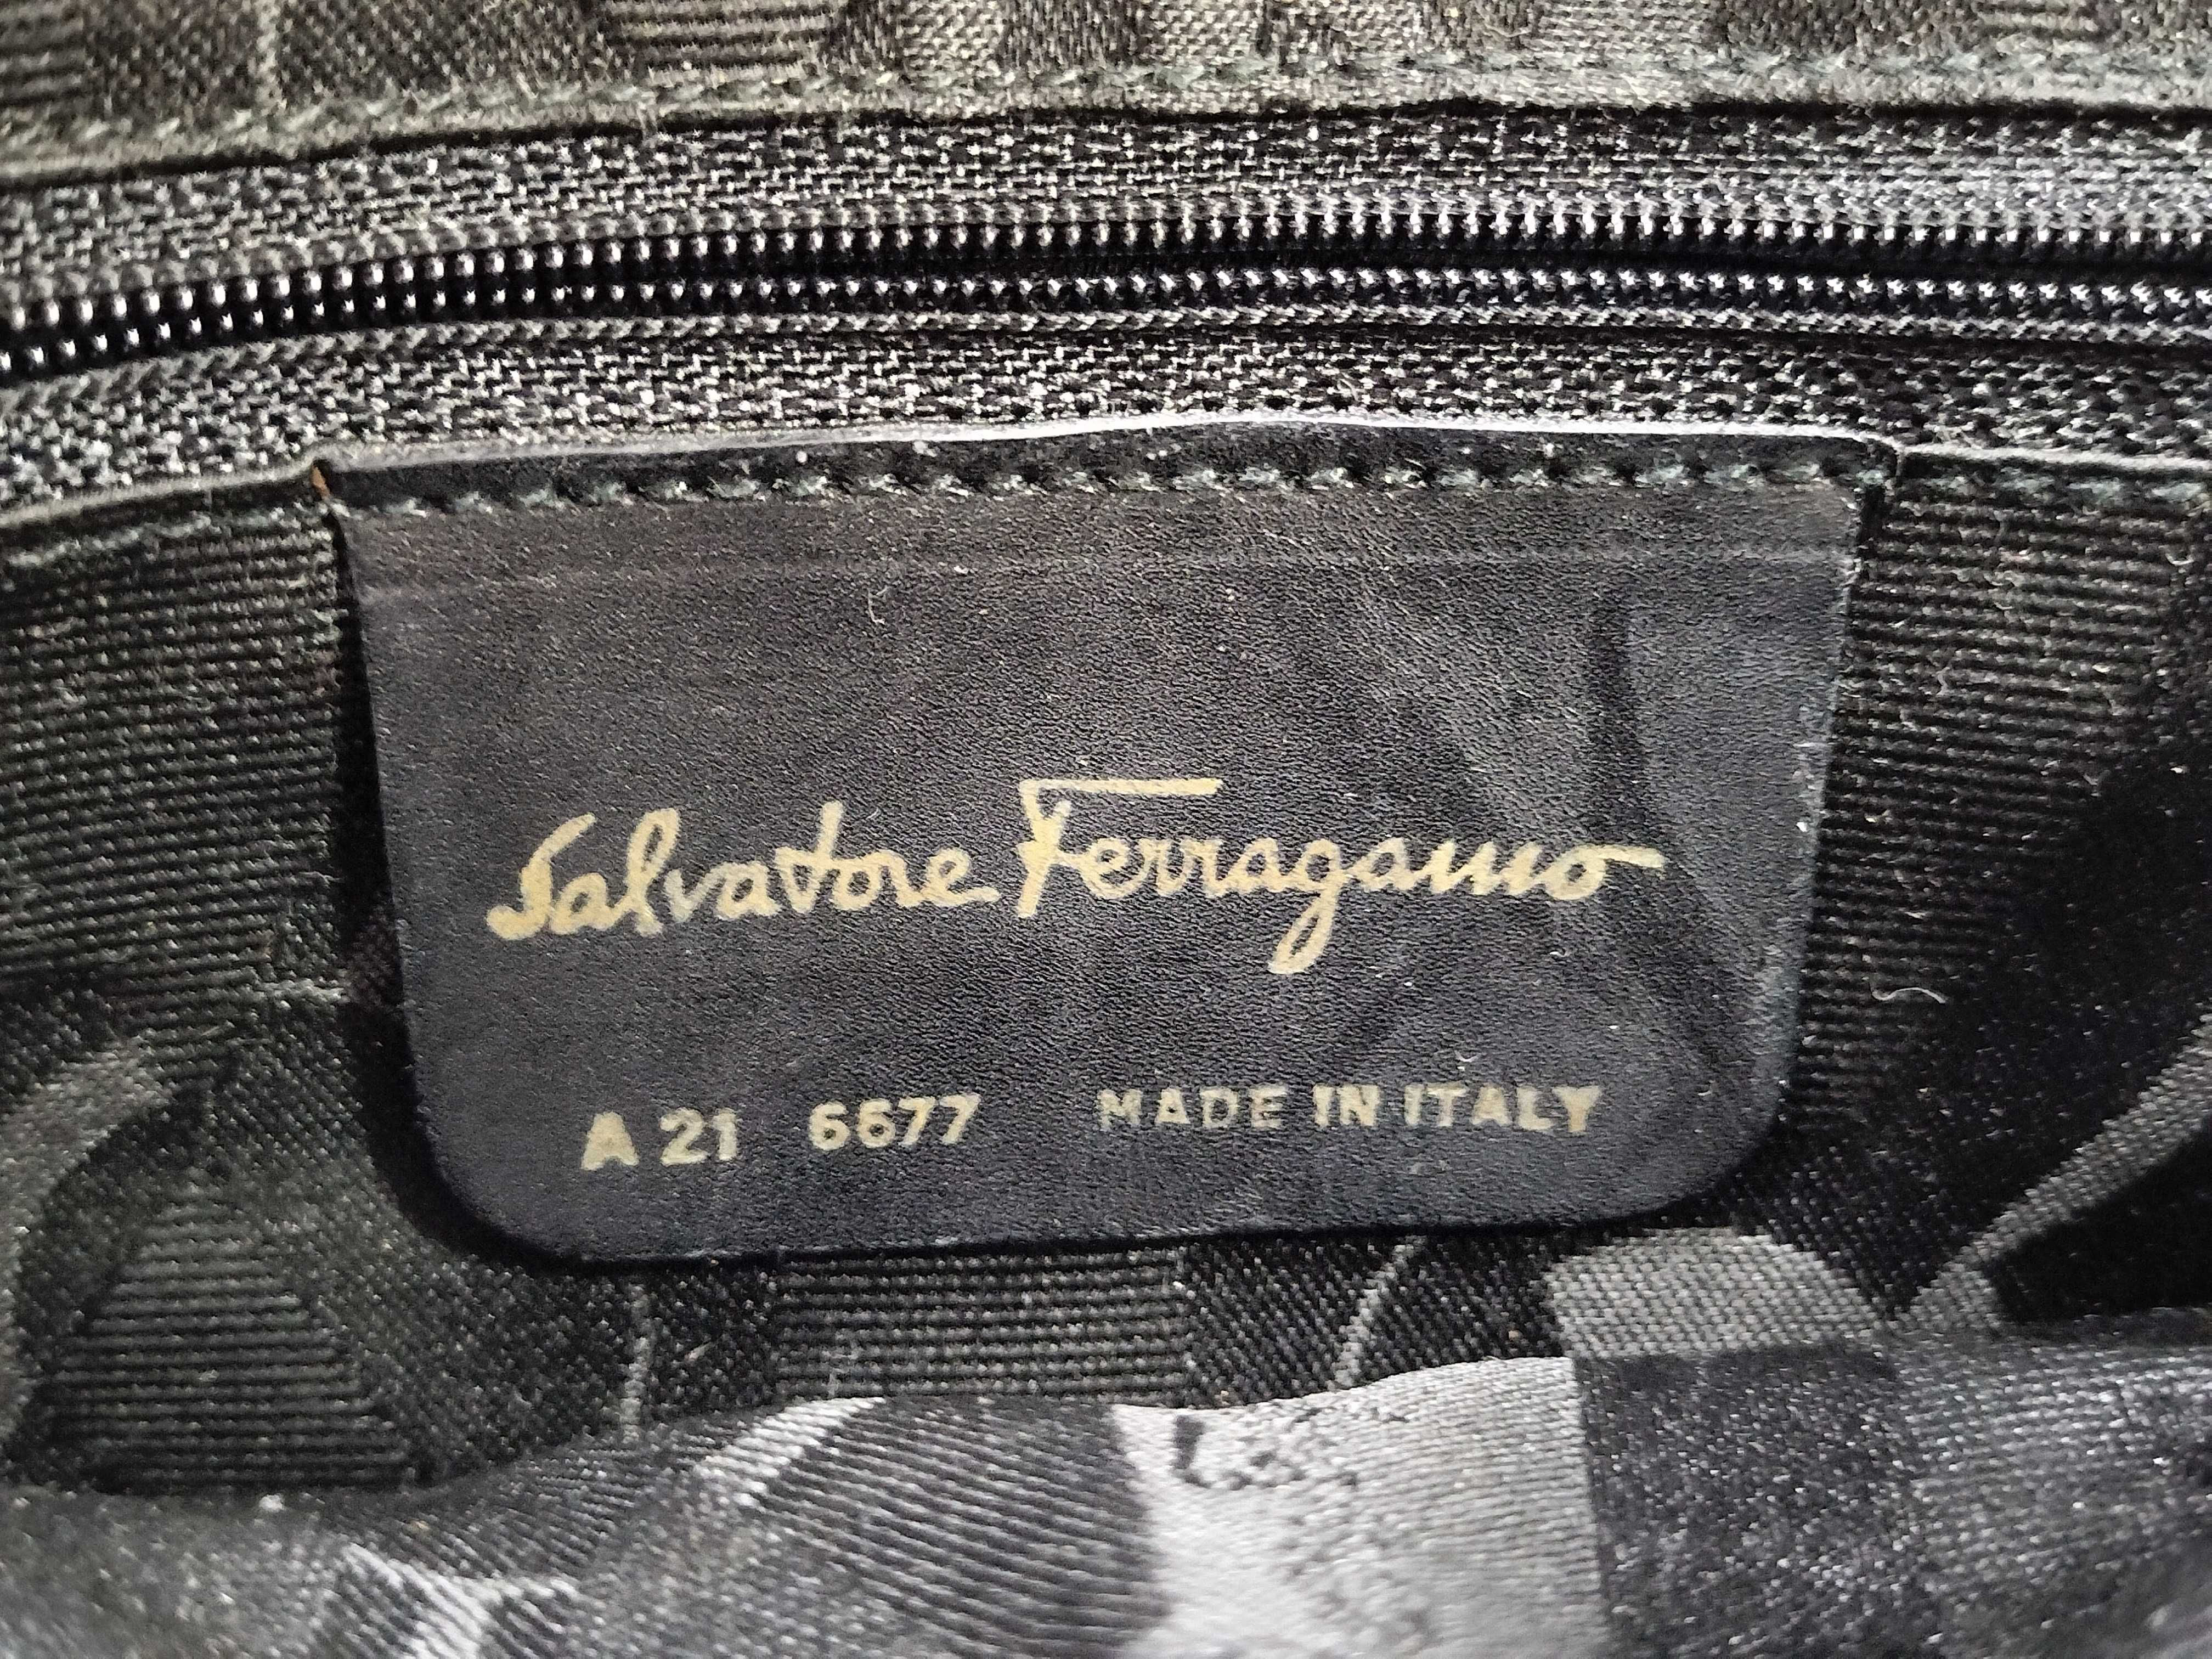 Salvatore Ferragamo
A 21 6677 MADE IN ITALY